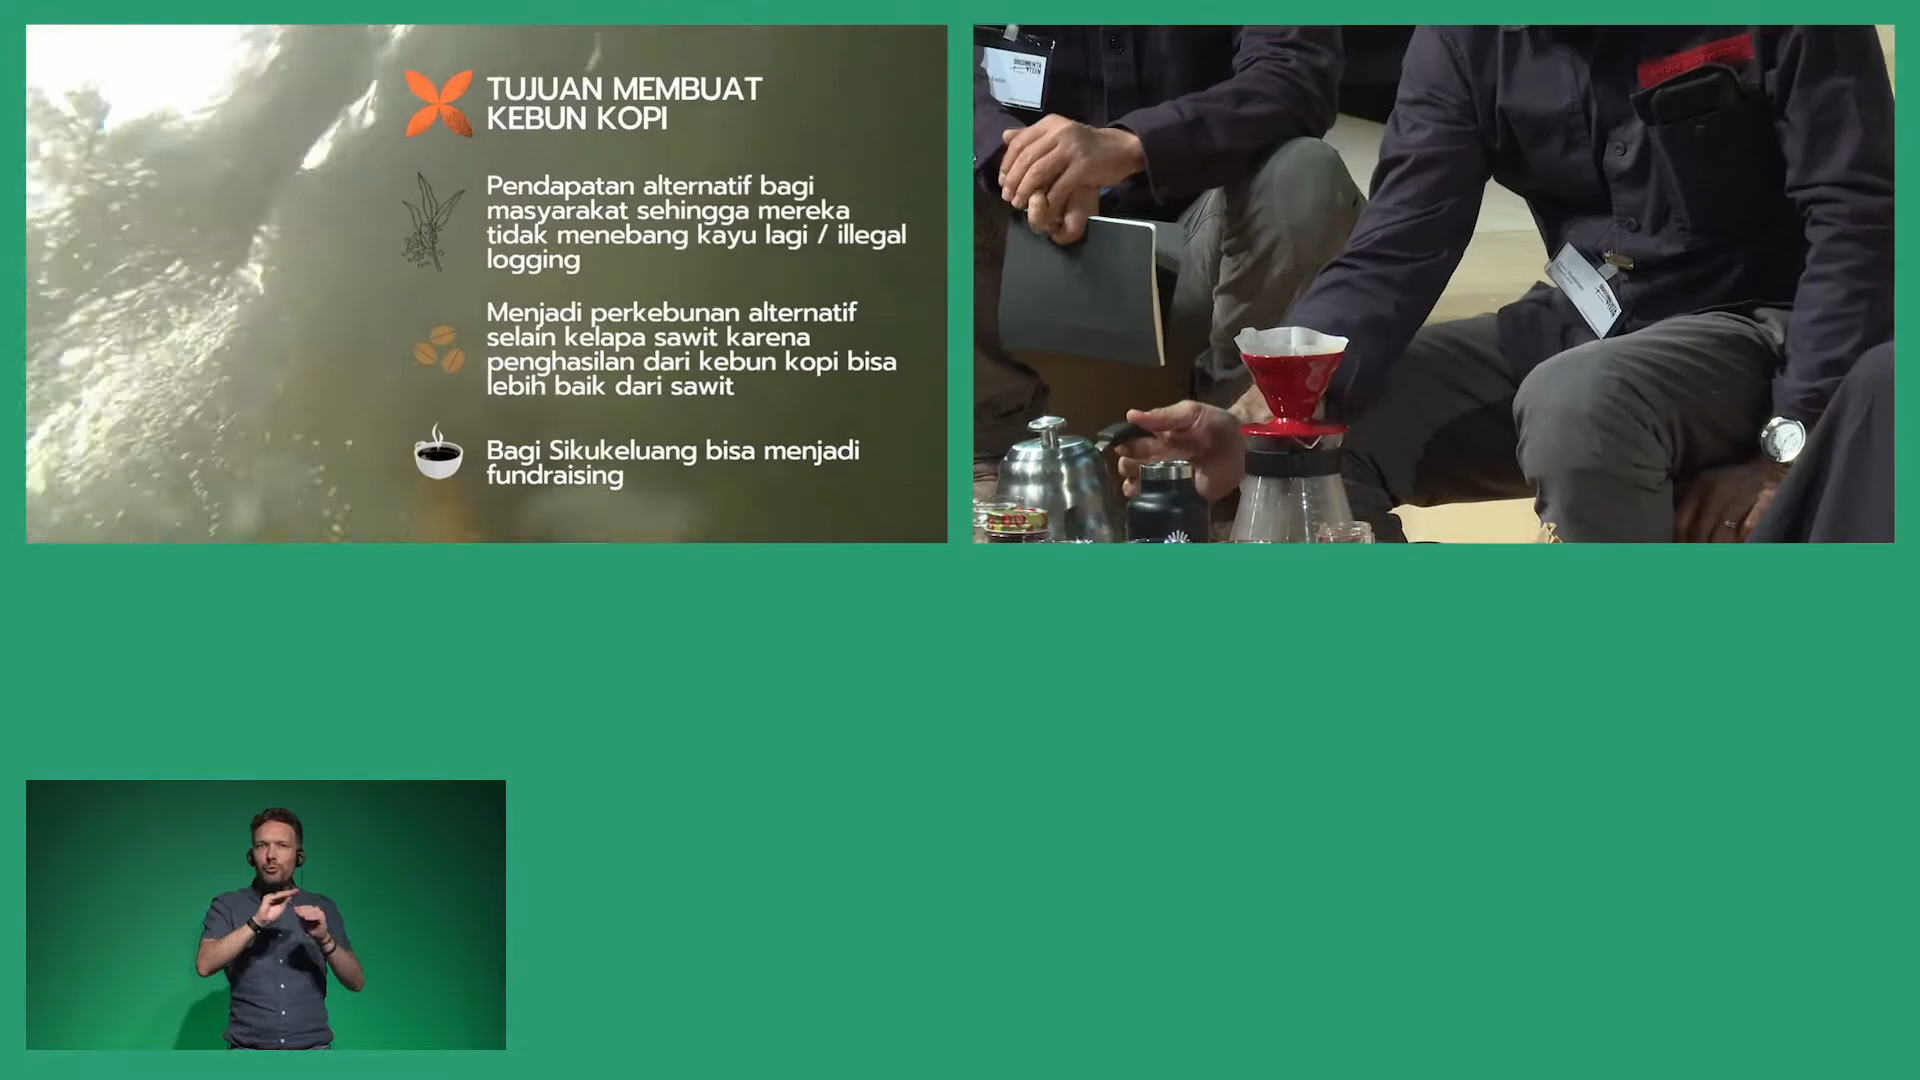 TUJUAN MEMBUAT
KEBUN KOPI
Pendapatan alternatif bagi
masyarakat sehingga mereka
tidak menebang kayu lagi / illegal
logging
Menjadi perkebunan alternatif
selain kelapa sawit karena
penghasilan dari kebun kopi bisa
lebih baik dari sawit
Bagi Sikukeluang bisa menjadi
fundraising
DOCUMENTA